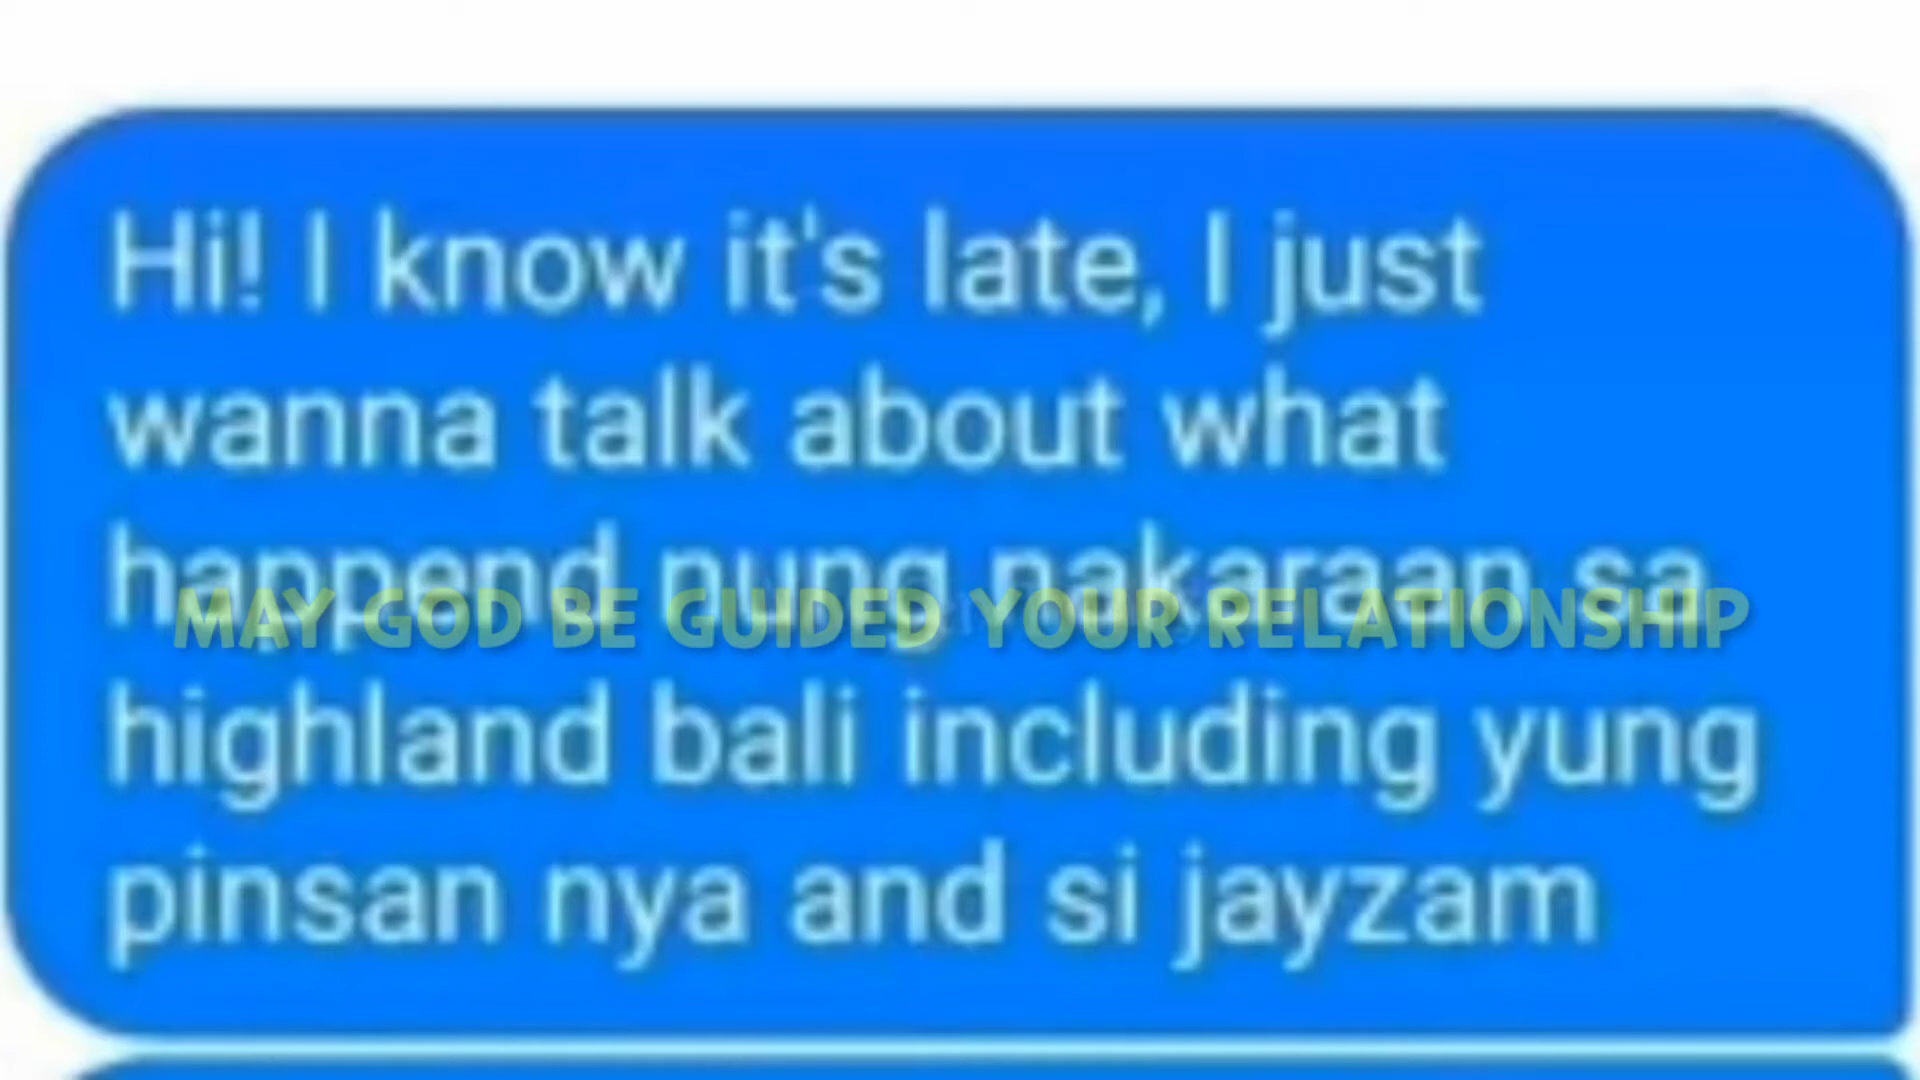 Hi! I know it's late, I just
wanna talk about what
happend nung nakaraan sa
MAY GOD BE GUIDED YOUR RELATIONSHIP
highland bali including yung
pinsan nya and si jayzam